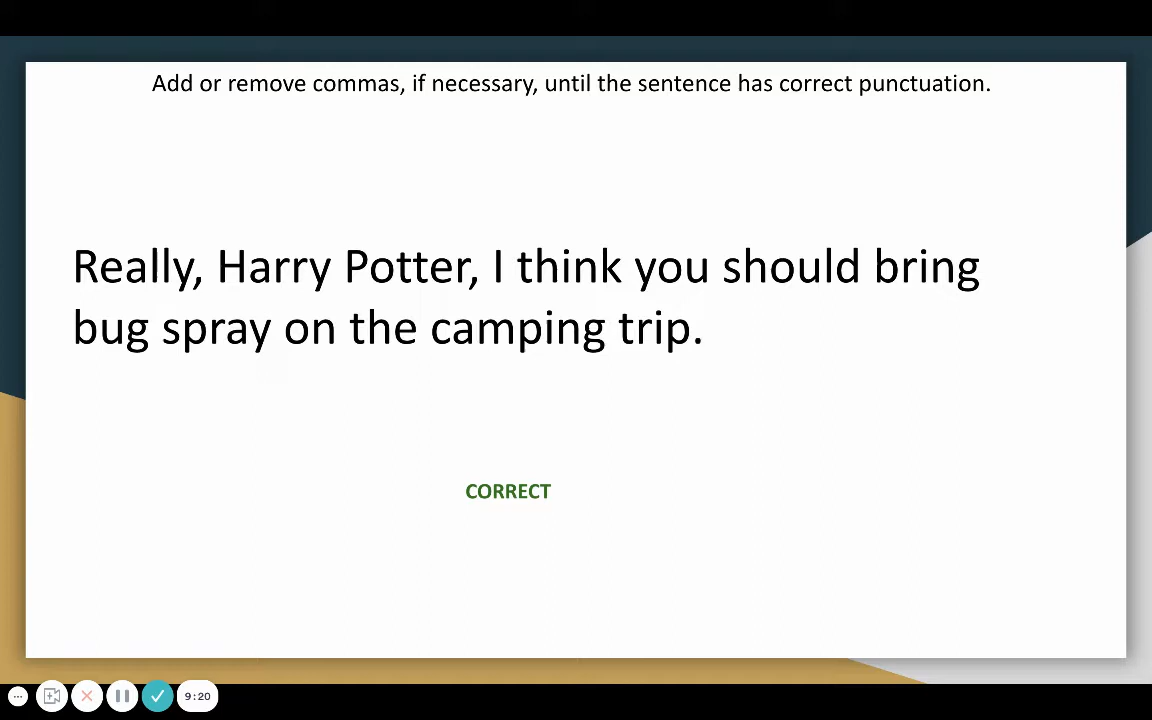 Add or remove commas, if necessary, until the sentence has correct punctuation.
Really, Harry Potter, I think you should bring
bug spray on the camping trip.
CORRECT
9:20